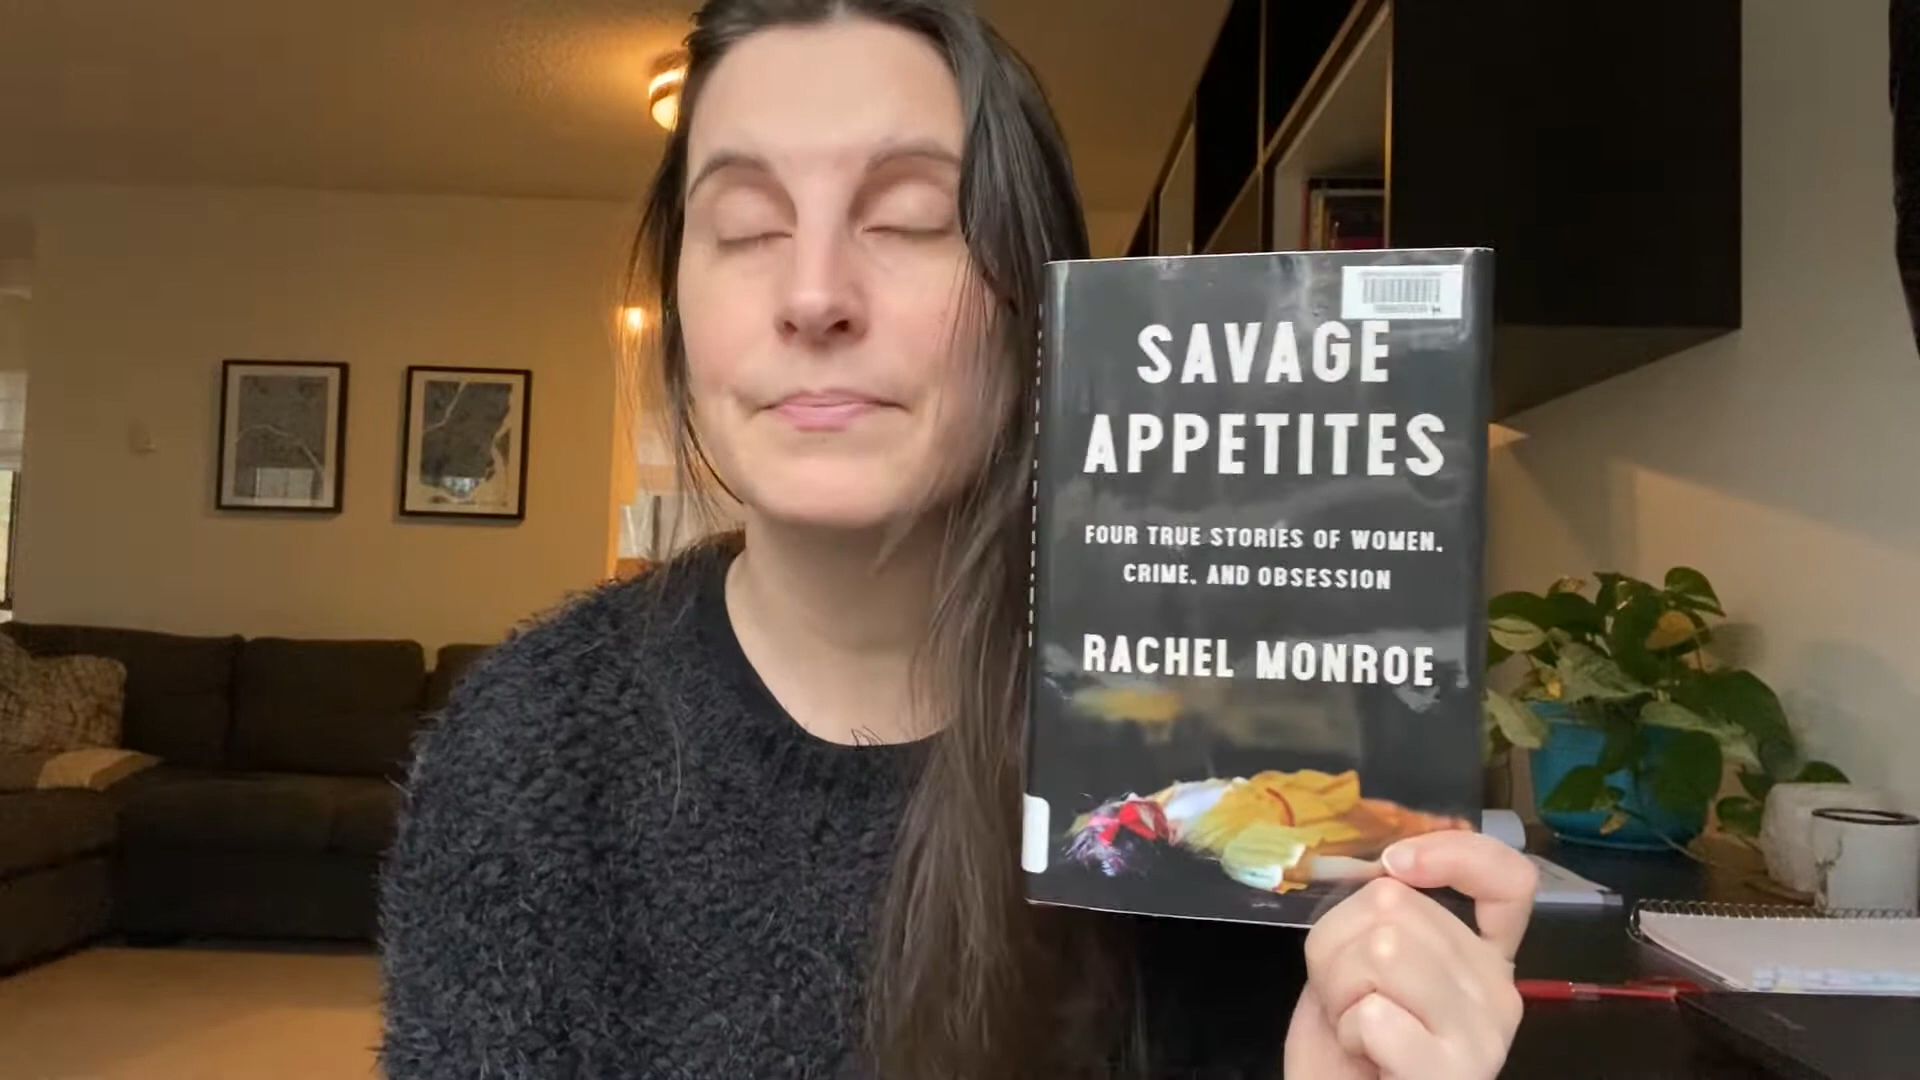 SAVAGE
APPETITES
FOUR TRUE STORIES OF WOMEN,
CRIME, AND OBSESSION
RACHEL MONROE